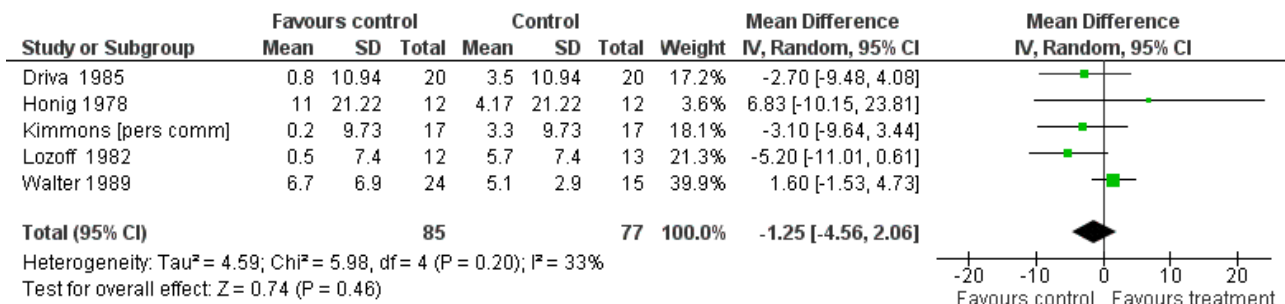 Favours control Control Mean Difference Mean Difference
Study or Subgroup Mean SD Total Mean SD Total Weight IV, Random, 95% CI IV, Random, 95% CI
Driva 1985 0.8 10.94 20 3.5 10.94 20 17.2% -2.70 [-9.48, 4.08]
Honig 1978 11 21.22 12 4.17 21.22 12 3.6% 6.83 [-10.15, 23.81]
Kimmons [pers comm] 0.2 9.73 17 3.3 9.73 17 18.1% -3.10 [-9.64, 3.44]
Lozoff 1982 0.5 7.4 12 5.7 7.4 13 21.3% -5.20 [-11.01, 0.61]
Walter 1989 6.7 6.9 24 5.1 2.9 15 39.9% 1.60 [-1.53, 4.73]
Total (95% CI) 85 77 100.0% -1.25 [-4.56, 2.06]
Heterogeneity: Tau² = 4.59; Chi² = 5.98, df = 4 (P = 0.20); I² = 33%
Test for overall effect: Z = 0.74 (P = 0.46)
-20 -10 0 10 20
Favours control Favours treatment